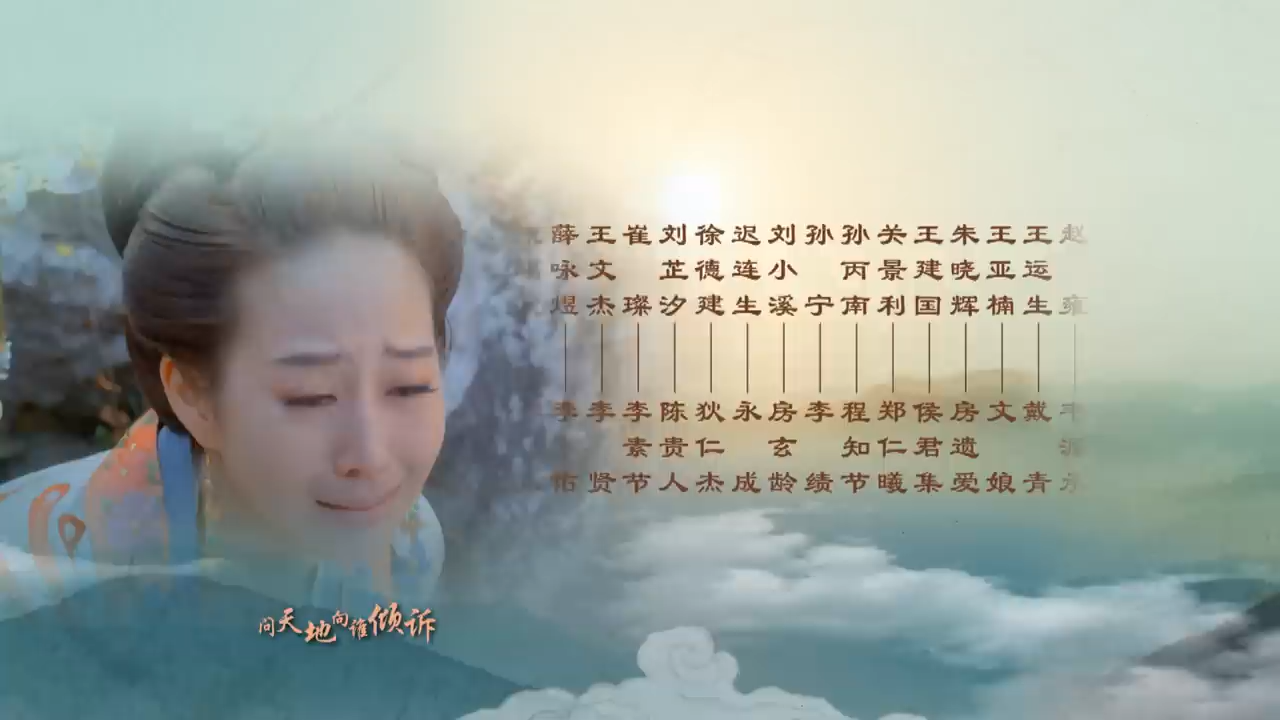 赵雍
王运生 戴青
王亚楠 文娘
朱晓辉 房遗爱
王建国 侯君集
关景利 郑仁曦
孙丙南 程知节
孙宁 李绩
刘小溪 房玄龄
迟连生 永成
徐德建 狄仁杰
刘芷汐 陈贵人
崔璨 李素节
王文杰 李贤
薛咏煜 李佑
问天地向谁倾诉